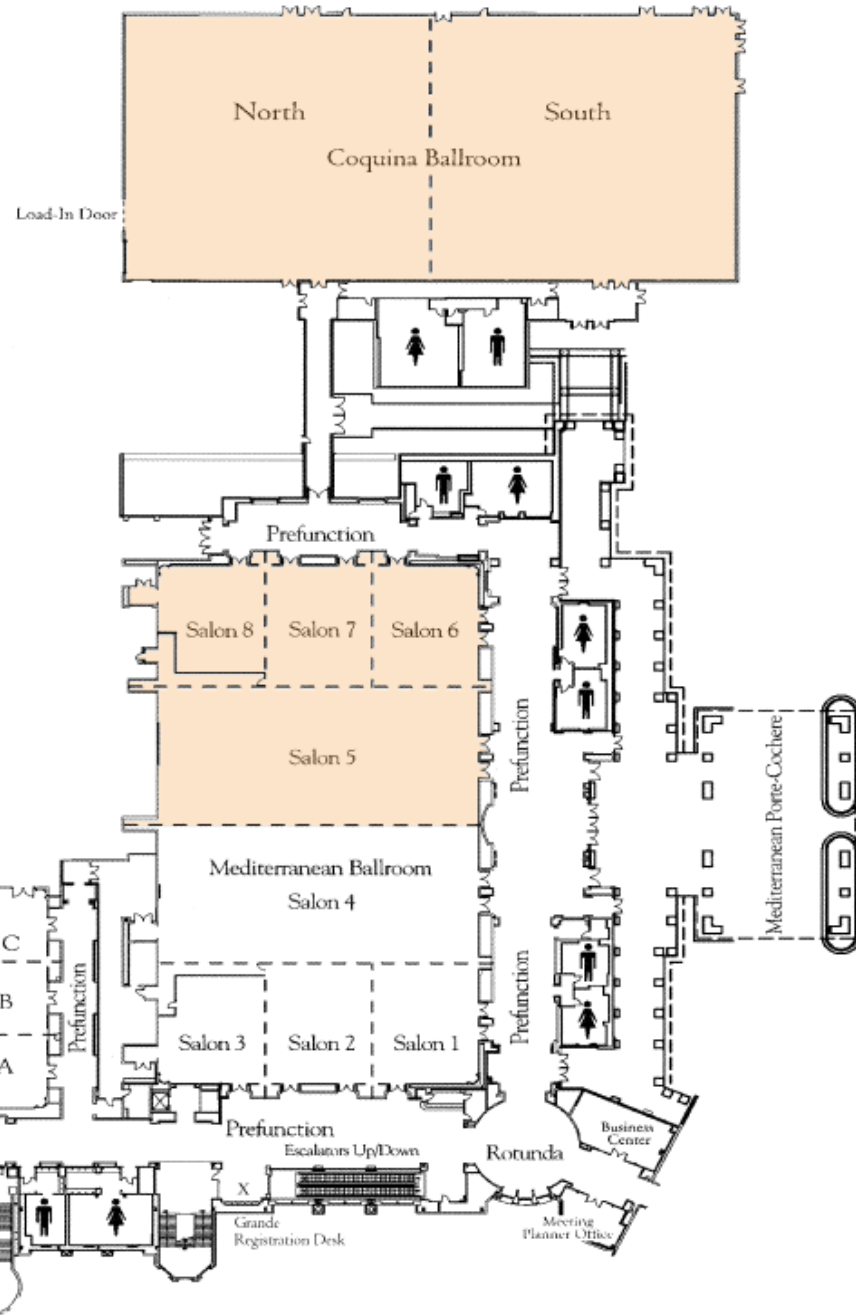 North
South
Coquina Ballroom
Load-In Door
Prefunction
Salon 8
Salon 7
Salon 6
Salon 5
Prefunction
Mediterranean Porte-Cochere
Mediterranean Ballroom
Salon 4
C
B
A
Prefunction
Prefunction
Salon 3
Salon 2
Salon 1
Prefunction
Escalators Up/Down
Rotunda
Business
Center
X
Grande
Registration Desk
Meeting
Planner Office